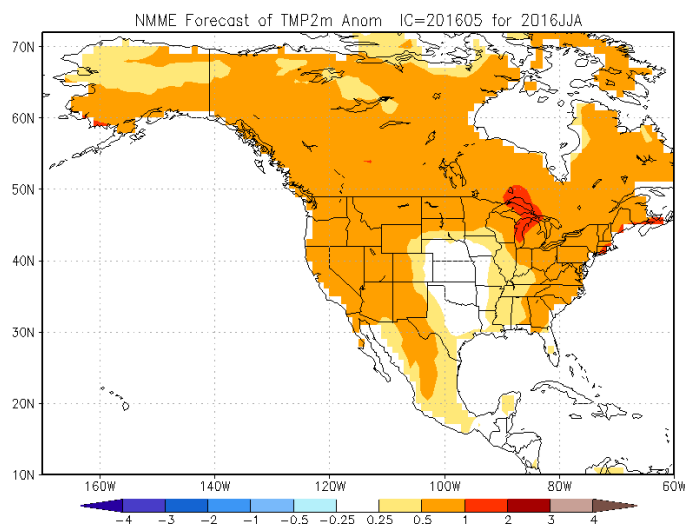 NMME Forecast of TMP2m Anom IC=201605 for 2016JJA
70N
60N
50N
40N
30N
20N
10N
160W 140W 120W 100W 80W 60W
-4 -3 -2 -1 -0.5 -0.25 0.25 0.5 1 2 3 4